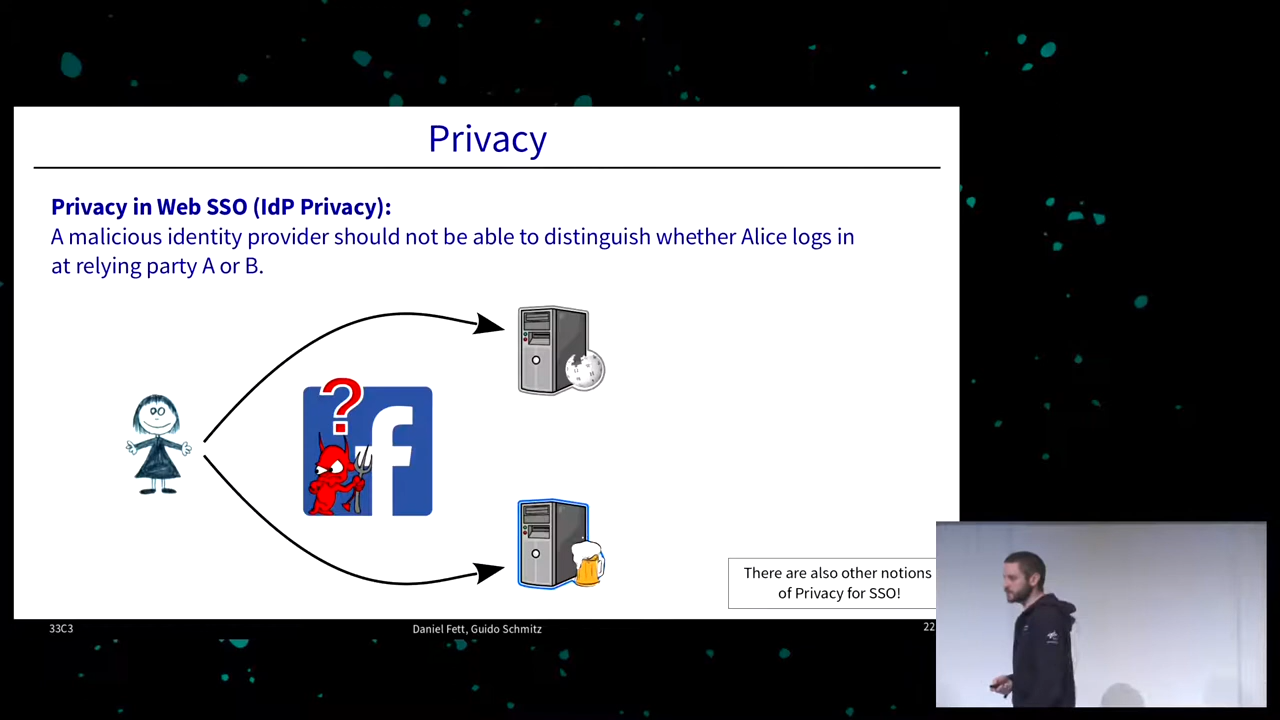 Privacy
Privacy in Web SSO (IdP Privacy):
A malicious identity provider should not be able to distinguish whether Alice logs in
at relying party A or B.
?
f
There are also other notions
of Privacy for SSO!
33C3
Daniel Fett, Guido Schmitz
22